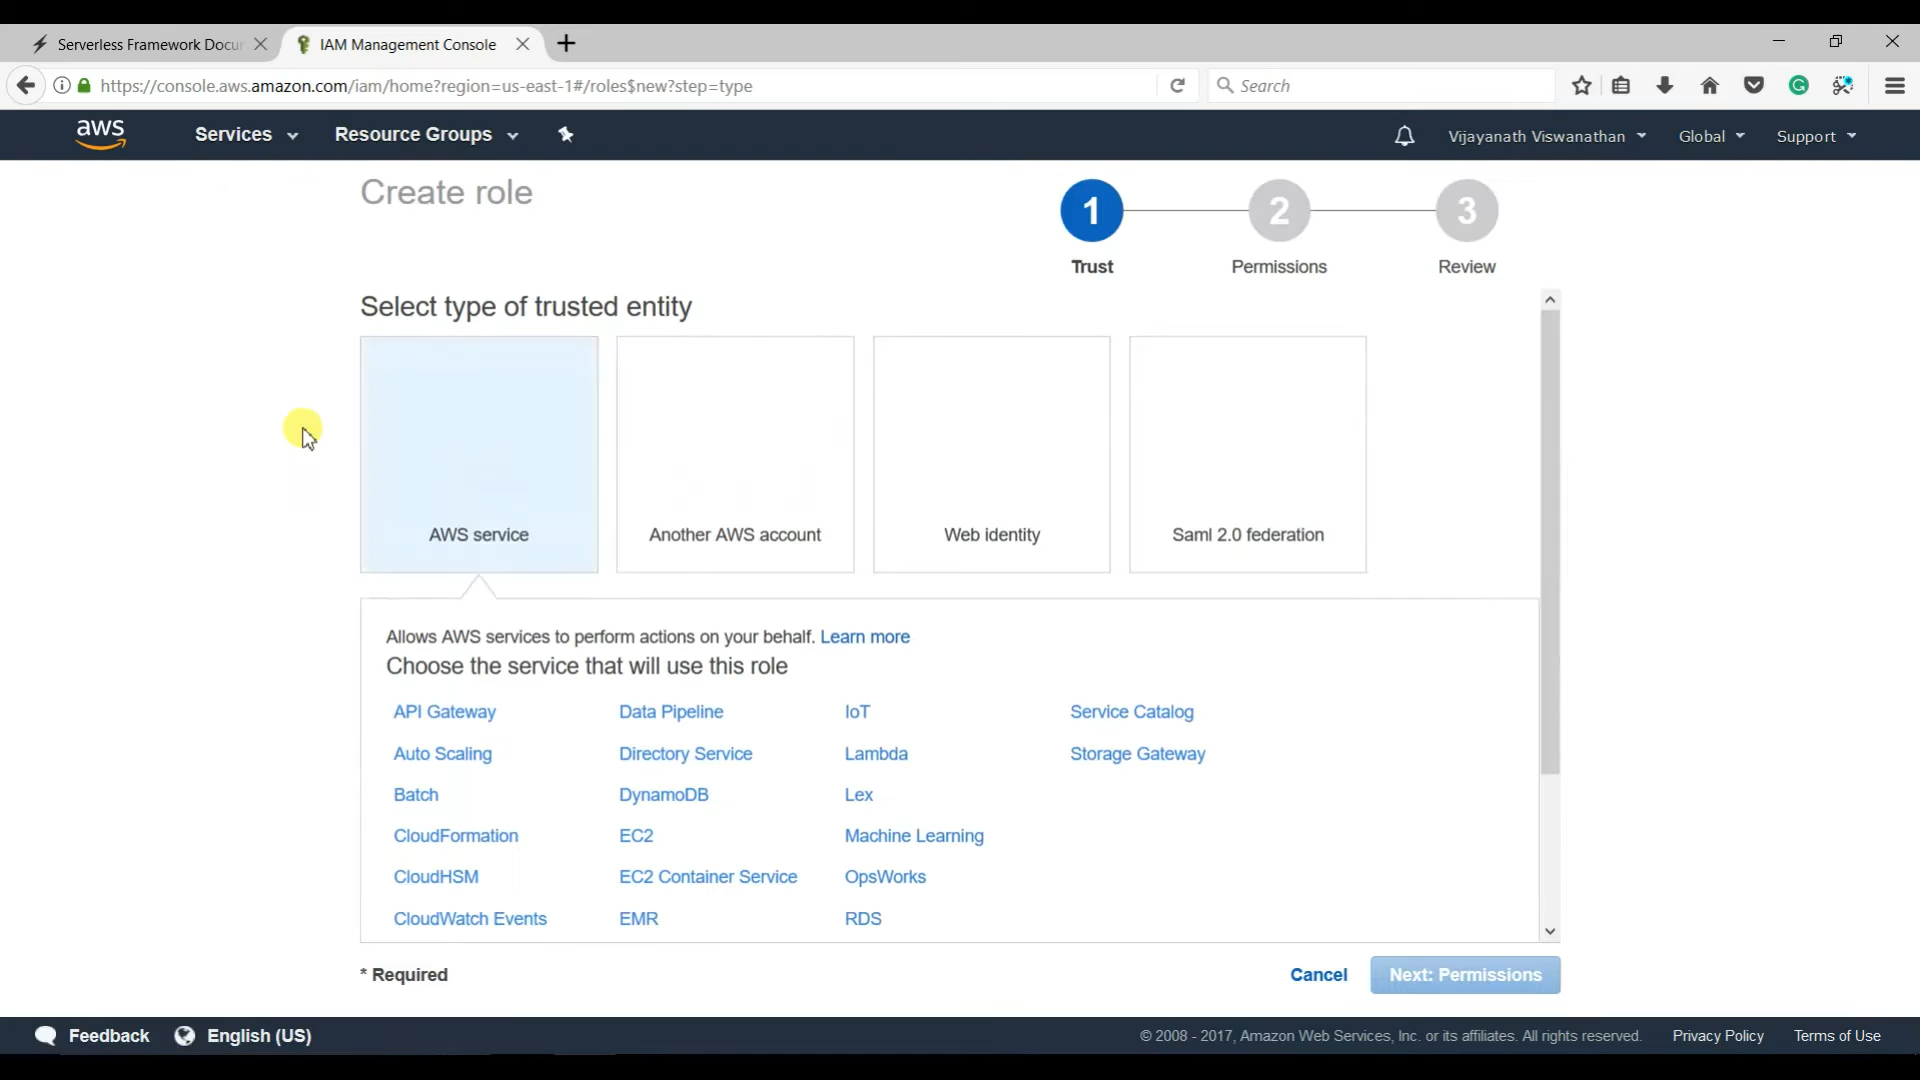 Serverless Framework Docu
IAM Management Console
https://console.aws.amazon.com/iam/home?region=us-east-1#/roles$new?step=type
Search
aws
Services
Resource Groups
Vijayanath Viswanathan
Global
Support
Create role
1
2
3
Trust
Permissions
Review
Select type of trusted entity
AWS service
Another AWS account
Web identity
Saml 2.0 federation
Allows AWS services to perform actions on your behalf. Learn more
Choose the service that will use this role
API Gateway
Data Pipeline
IoT
Service Catalog
Auto Scaling
Directory Service
Lambda
Storage Gateway
Batch
DynamoDB
Lex
CloudFormation
EC2
Machine Learning
CloudHSM
EC2 Container Service
OpsWorks
CloudWatch Events
EMR
RDS
* Required
Cancel
Next: Permissions
Feedback
English (US)
© 2008 - 2017, Amazon Web Services, Inc. or its affiliates. All rights reserved.
Privacy Policy
Terms of Use